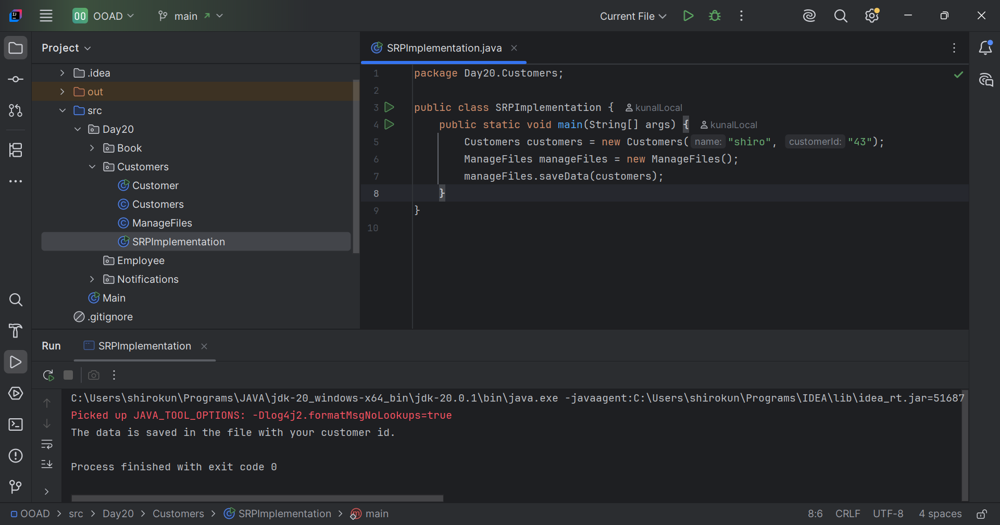 OO OOAD main Current File
Project
SRPImplementation.java
.idea
out
src
Day20
Book
Customers
Customer
Customers
ManageFiles
SRPImplementation
Employee
Notifications
Main
.gitignore
1 package Day20.Customers;
2
3 public class SRPImplementation { kunalLocal
4 public static void main(String[] args) { kunalLocal
5 Customers customers = new Customers( name: "shiro", customerId: "43");
6 ManageFiles manageFiles = new ManageFiles();
7 manageFiles.saveData(customers);
8 }
9 }
10
Run SRPImplementation
C:\Users\shirokun\Programs\JAVA\jdk-20_windows-x64_bin\jdk-20.0.1\bin\java.exe -javaagent:C:\Users\shirokun\Programs\IDEA\lib\idea_rt.jar=51687
Picked up JAVA_TOOL_OPTIONS: -Dlog4j2.formatMsgNoLookups=true
The data is saved in the file with your customer id.
Process finished with exit code 0
OOAD > src > Day20 > Customers > SRPImplementation > main 8:6 CRLF UTF-8 4 spaces